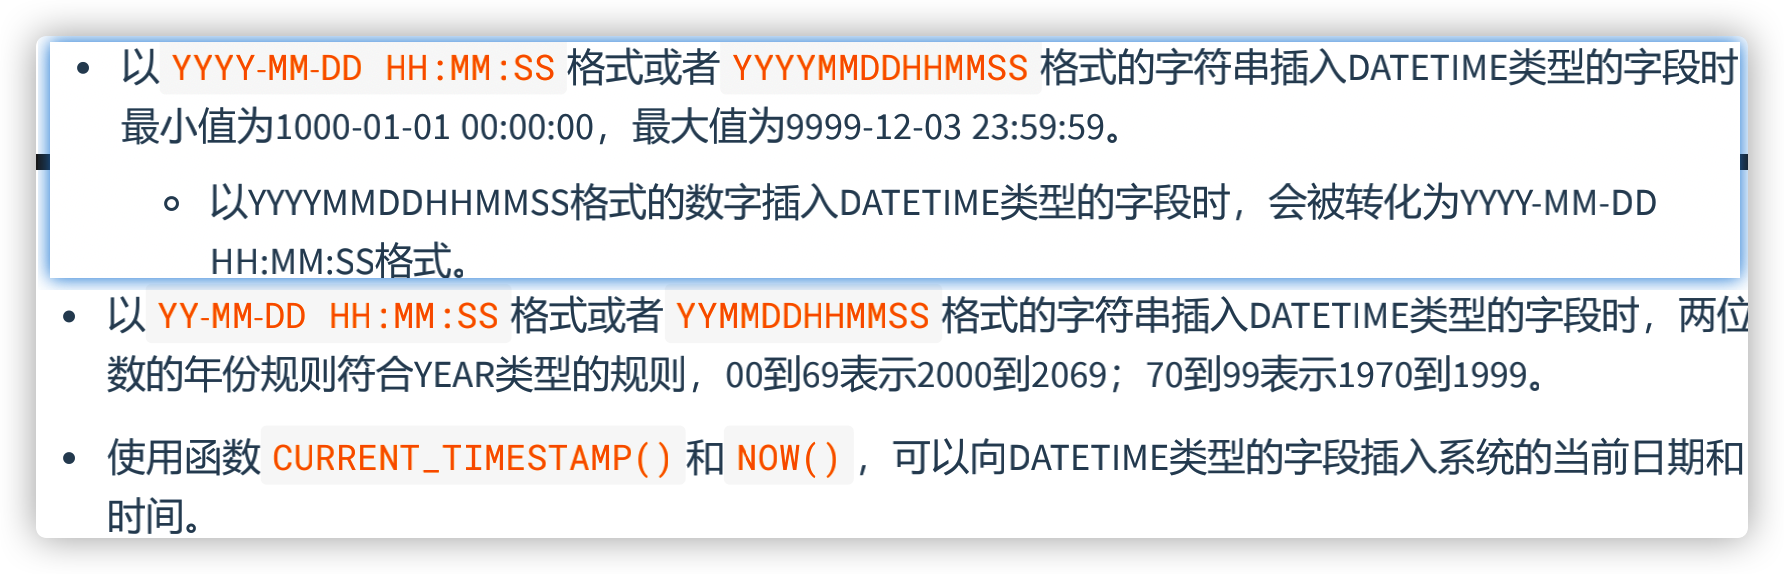 以 YYYY-MM-DD HH:MM:SS 格式或者 YYYYMMDDHHMMSS 格式的字符串插入DATETIME类型的字段时
最小值为1000-01-01 00:00:00，最大值为9999-12-03 23:59:59。
以YYYYMMDDHHMMSS格式的数字插入DATETIME类型的字段时，会被转化为YYYY-MM-DD
HH:MM:SS格式。
以 YY-MM-DD HH:MM:SS 格式或者 YYMMDDHHMMSS 格式的字符串插入DATETIME类型的字段时，两位
数的年份规则符合YEAR类型的规则，00到69表示2000到2069；70到99表示1970到1999。
使用函数 CURRENT_TIMESTAMP() 和 NOW() ，可以向DATETIME类型的字段插入系统的当前日期和
时间。